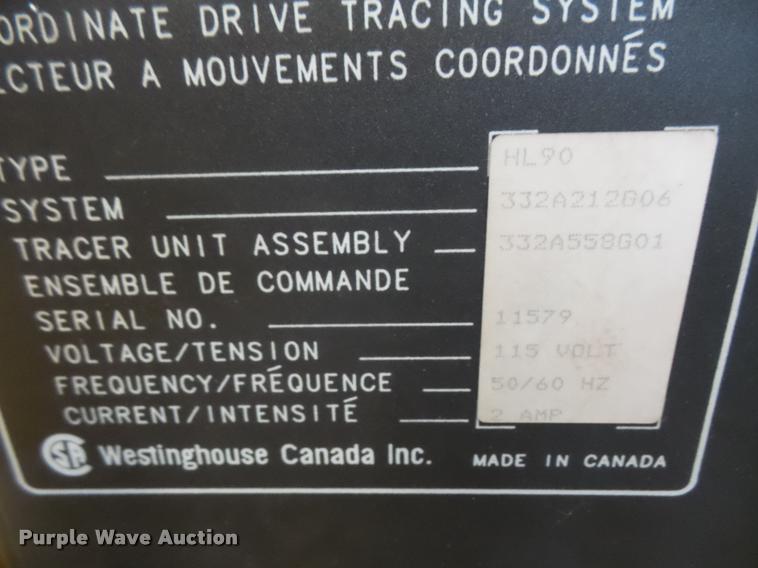 ORDINATE DRIVE TRACING SYSTEM
ECTEUR A MOUVEMENTS COORDONNÉS
TYPE HL90
SYSTEM 332A212G06
TRACER UNIT ASSEMBLY 332A558G01
ENSEMBLE DE COMMANDE
SERIAL NO. 11579
VOLTAGE/TENSION 115 VOLT
FREQUENCY/FRÉQUENCE 50/60 HZ
CURRENT/INTENSITÉ 2 AMP
SA Westinghouse Canada Inc. MADE IN CANADA
Purple Wave Auction